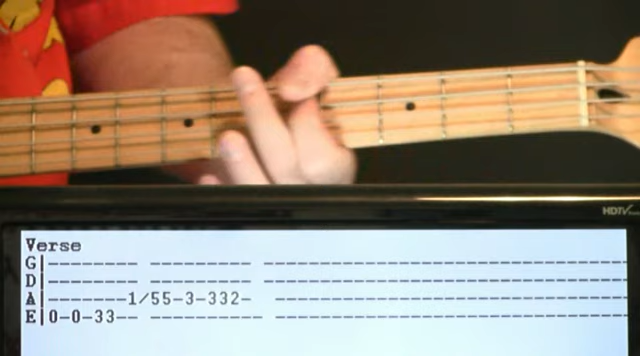 HDTV
Verse
G|-------- ---------- -----------------------------------
D|-------- ---------- -----------------------------------
A|-------1/55-3-332- -----------------------------------
E|0-0-33-- ---------- -----------------------------------